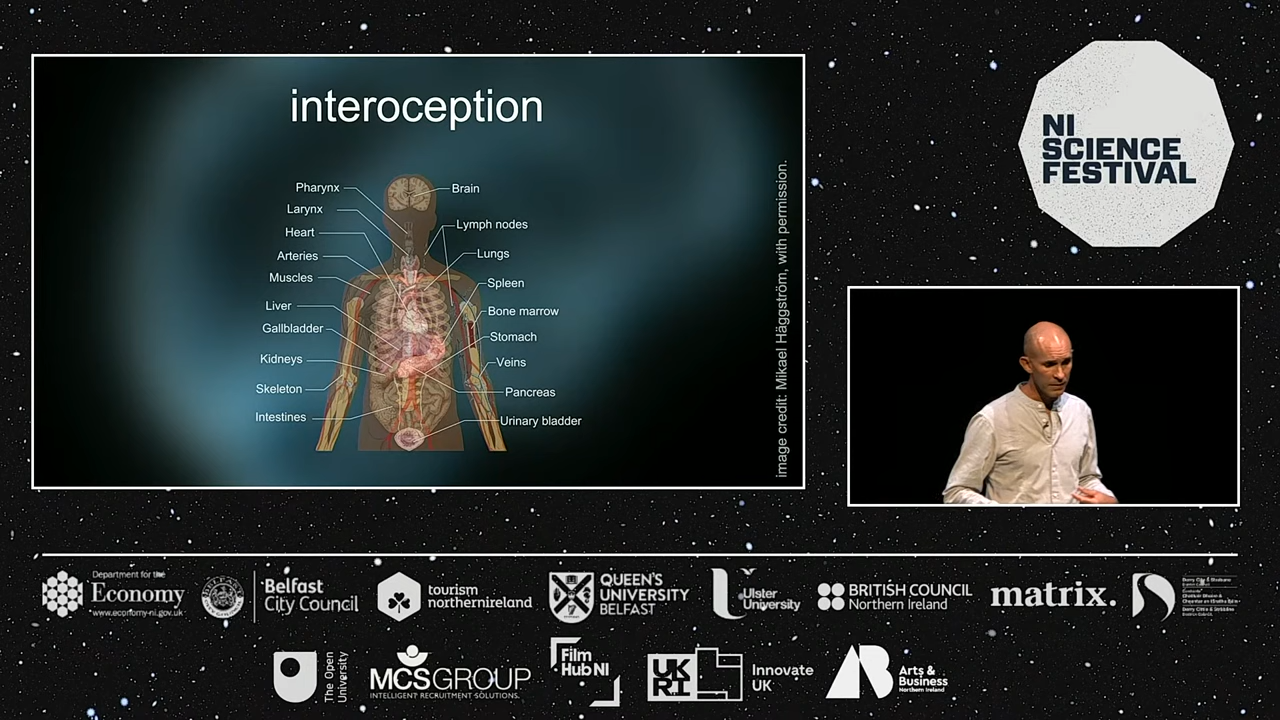 interoception
Pharynx
Larynx
Heart
Arteries
Muscles
Liver
Gallbladder
Kidneys
Skeleton
Intestines
Brain
Lymph nodes
Lungs
Spleen
Bone marrow
Stomach
Veins
Pancreas
Urinary bladder
image credit: Mikael Häggström, with permission.
NI
SCIENCE
FESTIVAL
Department for the
Economy
www.economy-ni.gov.uk
Belfast
City Council
tourism
northernireland
QUEEN'S
UNIVERSITY
BELFAST
Ulster
University
BRITISH COUNCIL
Northern Ireland
matrix.
The Open
University
MCSGROUP
INTELLIGENT RECRUITMENT SOLUTIONS.
Film
Hub NI
UK
RI
Innovate
UK
Arts &
Business
Northern Ireland